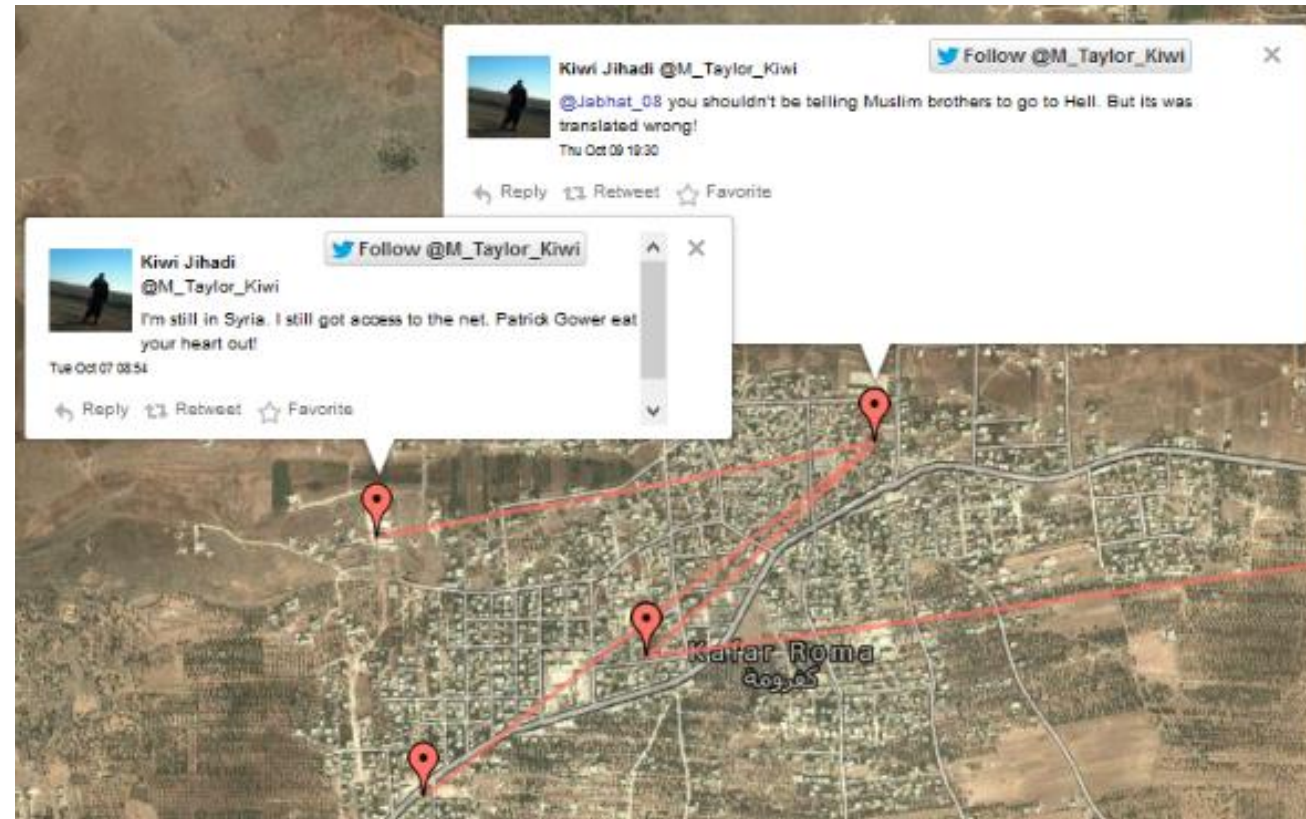 Follow @M_Taylor_Kiwi
Kiwi Jihadi @M_Taylor_Kiwi
@Jabhat_08 you shouldn't be telling Muslim brothers to go to Hell. But its was
translated wrong!
Thu Oct 09 19:30
Reply Retweet Favorite
Follow @M_Taylor_Kiwi
Kiwi Jihadi
@M_Taylor_Kiwi
I'm still in Syria. I still got access to the net. Patrick Gower eat
your heart out!
Tue Oct 07 08:54
Reply Retweet Favorite
Kafar Roma
كفرومة